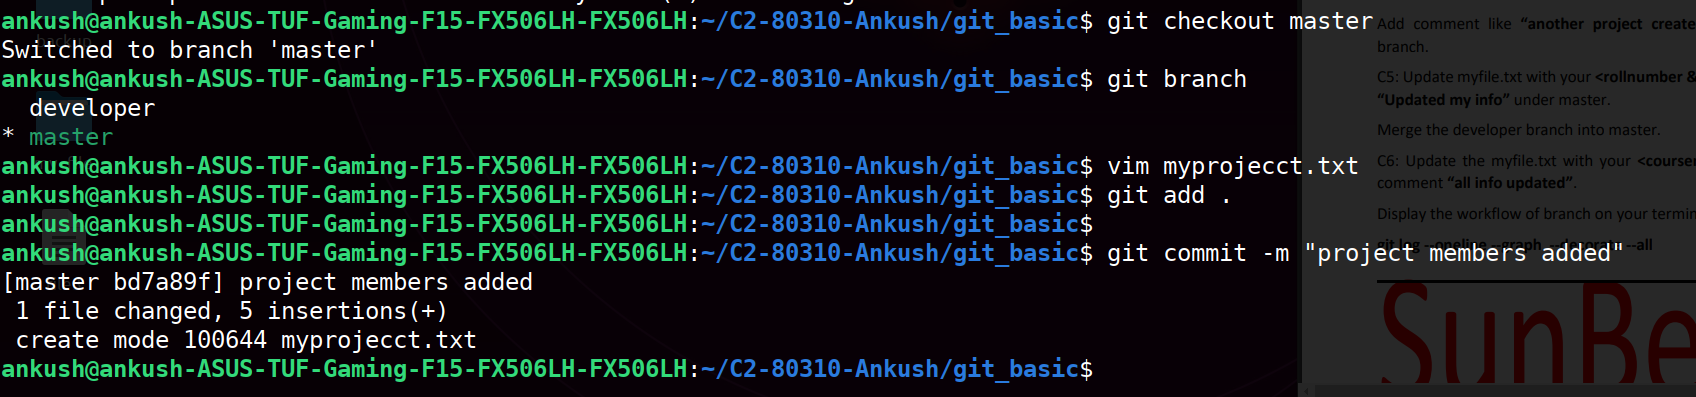 ankush@ankush-ASUS-TUF-Gaming-F15-FX506LH-FX506LH:~/C2-80310-Ankush/git_basic$ git checkout master
Switched to branch 'master'
ankush@ankush-ASUS-TUF-Gaming-F15-FX506LH-FX506LH:~/C2-80310-Ankush/git_basic$ git branch
  developer
* master
ankush@ankush-ASUS-TUF-Gaming-F15-FX506LH-FX506LH:~/C2-80310-Ankush/git_basic$ vim myprojecct.txt
ankush@ankush-ASUS-TUF-Gaming-F15-FX506LH-FX506LH:~/C2-80310-Ankush/git_basic$ git add .
ankush@ankush-ASUS-TUF-Gaming-F15-FX506LH-FX506LH:~/C2-80310-Ankush/git_basic$
ankush@ankush-ASUS-TUF-Gaming-F15-FX506LH-FX506LH:~/C2-80310-Ankush/git_basic$ git commit -m "project members added"
[master bd7a89f] project members added
 1 file changed, 5 insertions(+)
 create mode 100644 myprojecct.txt
ankush@ankush-ASUS-TUF-Gaming-F15-FX506LH-FX506LH:~/C2-80310-Ankush/git_basic$
Add comment like “another project create
branch.
C5: Update myfile.txt with your <rollnumber &
“Updated my info” under master.
Merge the developer branch into master.
C6: Update the myfile.txt with your <course
comment “all info updated”.
Display the workflow of branch on your termin
git log --oneline --graph --decorate --all
SunBe